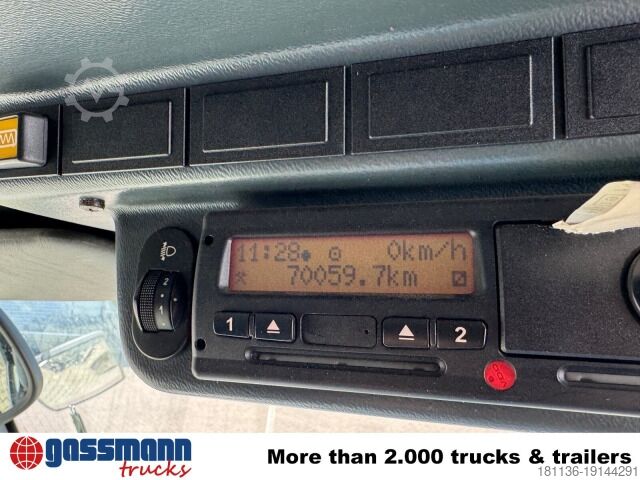 11:28 0km/h
70059.7km
1 2
gassmann
trucks
More than 2.000 trucks & trailers
181136-19144291